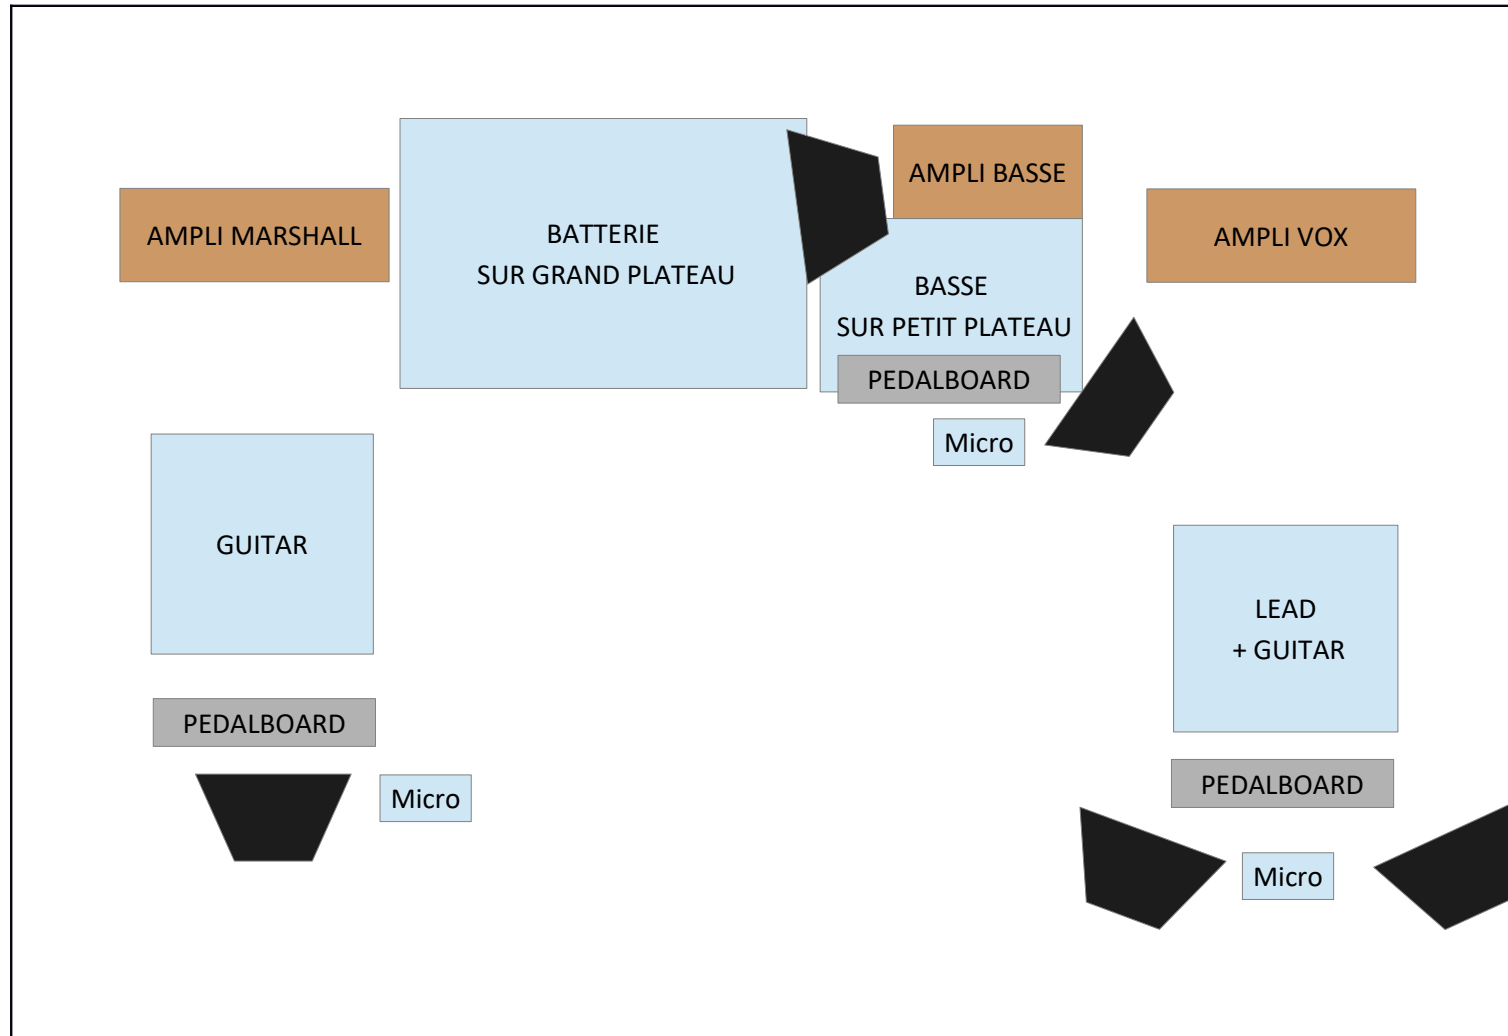 AMPLI MARSHALL
BATTERIE
SUR GRAND PLATEAU
AMPLI BASSE
BASSE
SUR PETIT PLATEAU
PEDALBOARD
Micro
AMPLI VOX
GUITAR
PEDALBOARD
Micro
LEAD
+ GUITAR
PEDALBOARD
Micro